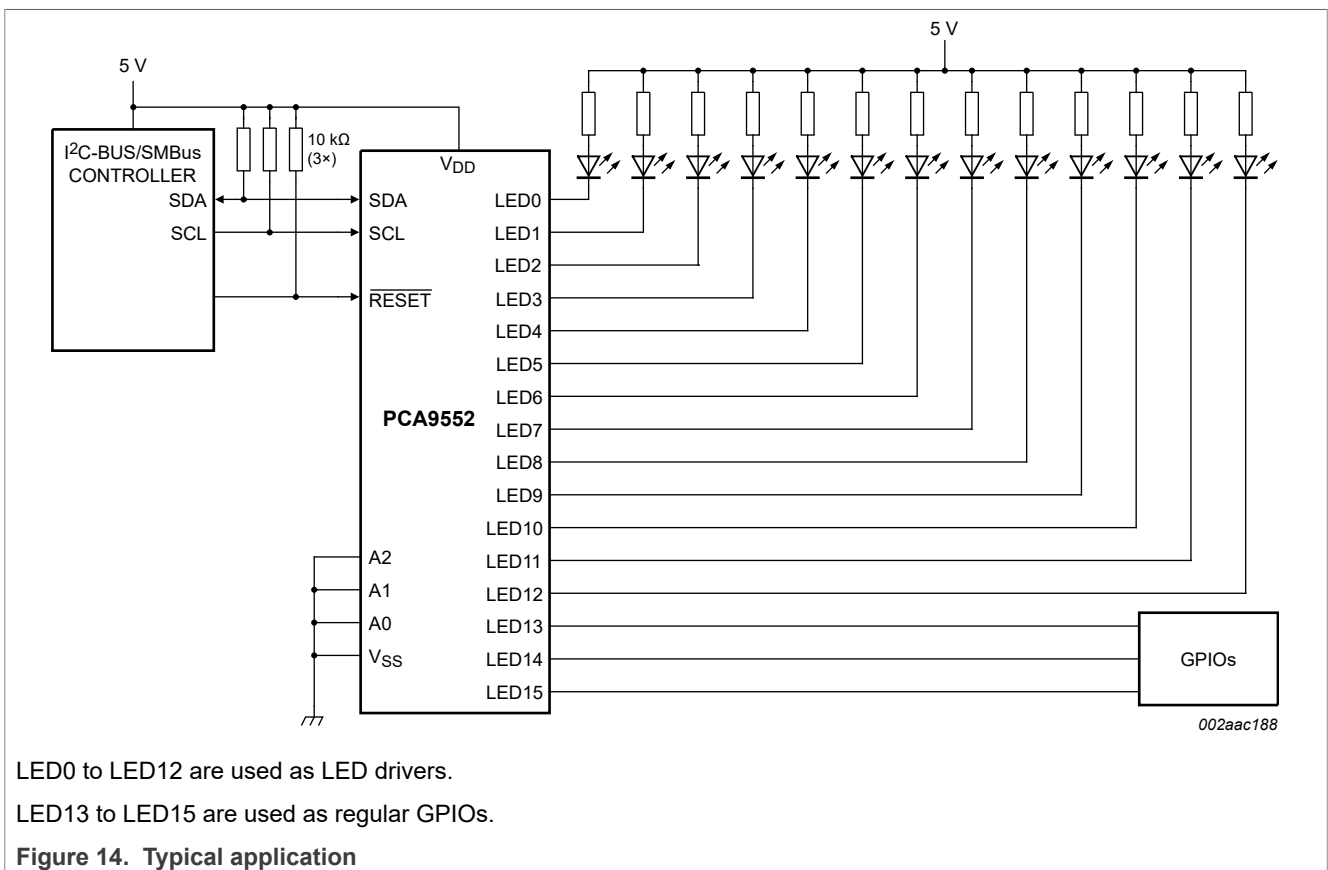 5 V
5 V
10 kΩ
(3×)
I²C-BUS/SMBus
CONTROLLER
SDA
SCL
VDD
SDA
SCL
RESET
PCA9552
A2
A1
A0
VSS
LED0
LED1
LED2
LED3
LED4
LED5
LED6
LED7
LED8
LED9
LED10
LED11
LED12
LED13
LED14
LED15
GPIOs
002aac188
LED0 to LED12 are used as LED drivers.
LED13 to LED15 are used as regular GPIOs.
Figure 14. Typical application